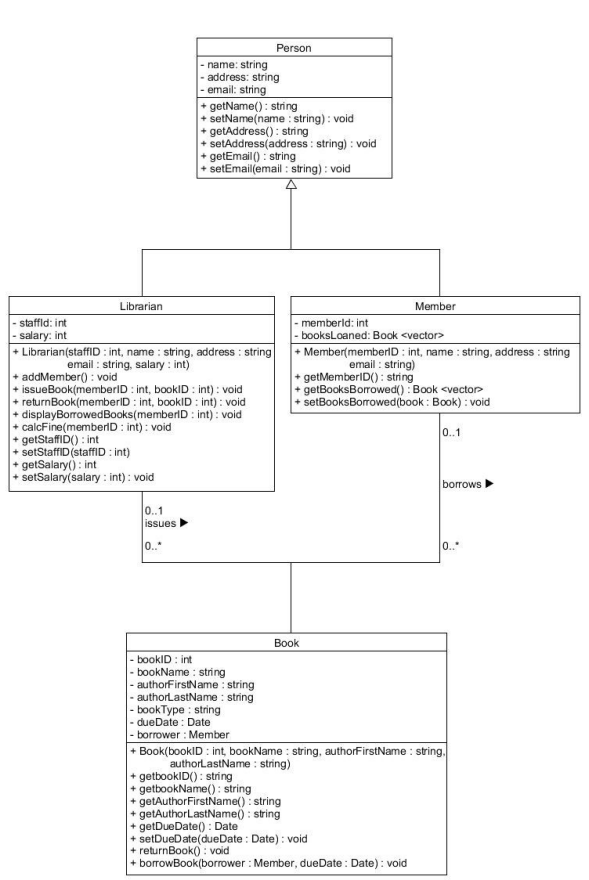 Person
- name: string
- address: string
- email: string
+ getName() : string
+ setName(name : string) : void
+ getAddress() : string
+ setAddress(address : string) : void
+ getEmail() : string
+ setEmail(email : string) : void
Librarian
- staffId: int
- salary: int
+ Librarian(staffID : int, name : string, address : string
email : string, salary : int)
+ addMember() : void
+ issueBook(memberID : int, bookID : int) : void
+ returnBook(memberID : int, bookID : int) : void
+ displayBorrowedBooks(memberID : int) : void
+ calcFine(memberID : int) : void
+ getStaffID() : int
+ setStaffID(staffID : int)
+ getSalary() : int
+ setSalary(salary : int) : void
Member
- memberId: int
- booksLoaned: Book <vector>
+ Member(memberID : int, name : string, address : string
email : string)
+ getMemberID() : string
+ getBooksBorrowed() : Book <vector>
+ setBooksBorrowed(book : Book) : void
0..1
issues ▶
0..*
0..1
borrows ▶
0..*
Book
- bookID : int
- bookName : string
- authorFirstName : string
- authorLastName : string
- bookType : string
- dueDate : Date
- borrower : Member
+ Book(bookID : int, bookName : string, authorFirstName : string,
authorLastName : string)
+ getbookID() : string
+ getbookName() : string
+ getAuthorFirstName() : string
+ getAuthorLastName() : string
+ getDueDate() : Date
+ setDueDate(dueDate : Date) : void
+ returnBook() : void
+ borrowBook(borrower : Member, dueDate : Date) : void